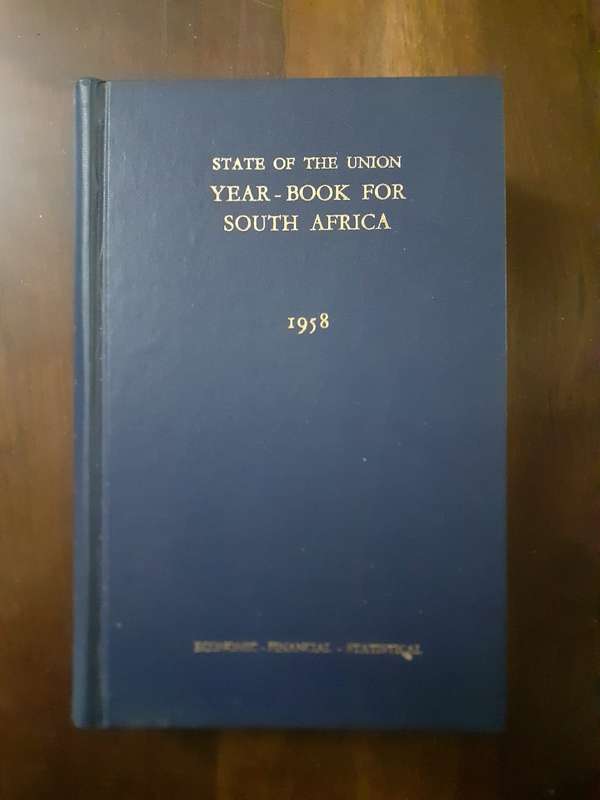 STATE OF THE UNION
YEAR-BOOK FOR
SOUTH AFRICA
1958
ECONOMIC - FINANCIAL - STATISTICAL